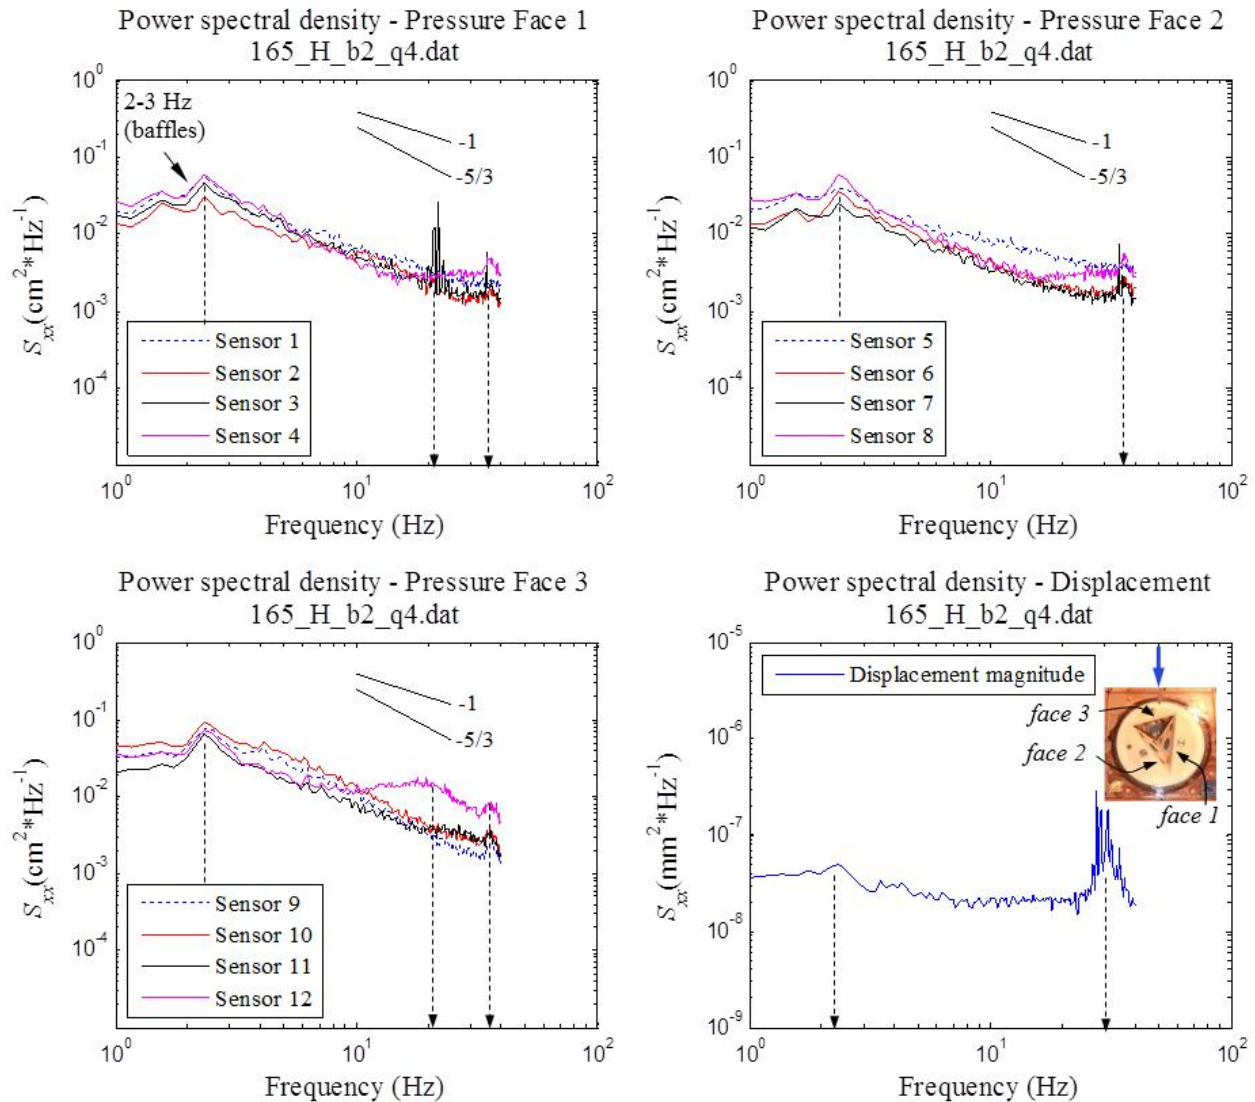 Power spectral density - Pressure Face 1
165_H_b2_q4.dat
10^0
2-3 Hz
(baffles)
-1
10^-1
-5/3
10^-2
10^-3
10^-4
S_xx (cm^2*Hz^-1)
Sensor 1
Sensor 2
Sensor 3
Sensor 4
10^0
10^1
10^2
Frequency (Hz)
Power spectral density - Pressure Face 2
165_H_b2_q4.dat
10^0
-1
10^-1
-5/3
10^-2
10^-3
10^-4
S_xx (cm^2*Hz^-1)
Sensor 5
Sensor 6
Sensor 7
Sensor 8
10^0
10^1
10^2
Frequency (Hz)
Power spectral density - Pressure Face 3
165_H_b2_q4.dat
10^0
-1
10^-1
-5/3
10^-2
10^-3
10^-4
S_xx (cm^2*Hz^-1)
Sensor 9
Sensor 10
Sensor 11
Sensor 12
10^0
10^1
10^2
Frequency (Hz)
Power spectral density - Displacement
165_H_b2_q4.dat
10^-5
Displacement magnitude
face 3
10^-6
face 2
face 1
10^-7
10^-8
10^-9
S_xx (mm^2*Hz^-1)
10^0
10^1
10^2
Frequency (Hz)